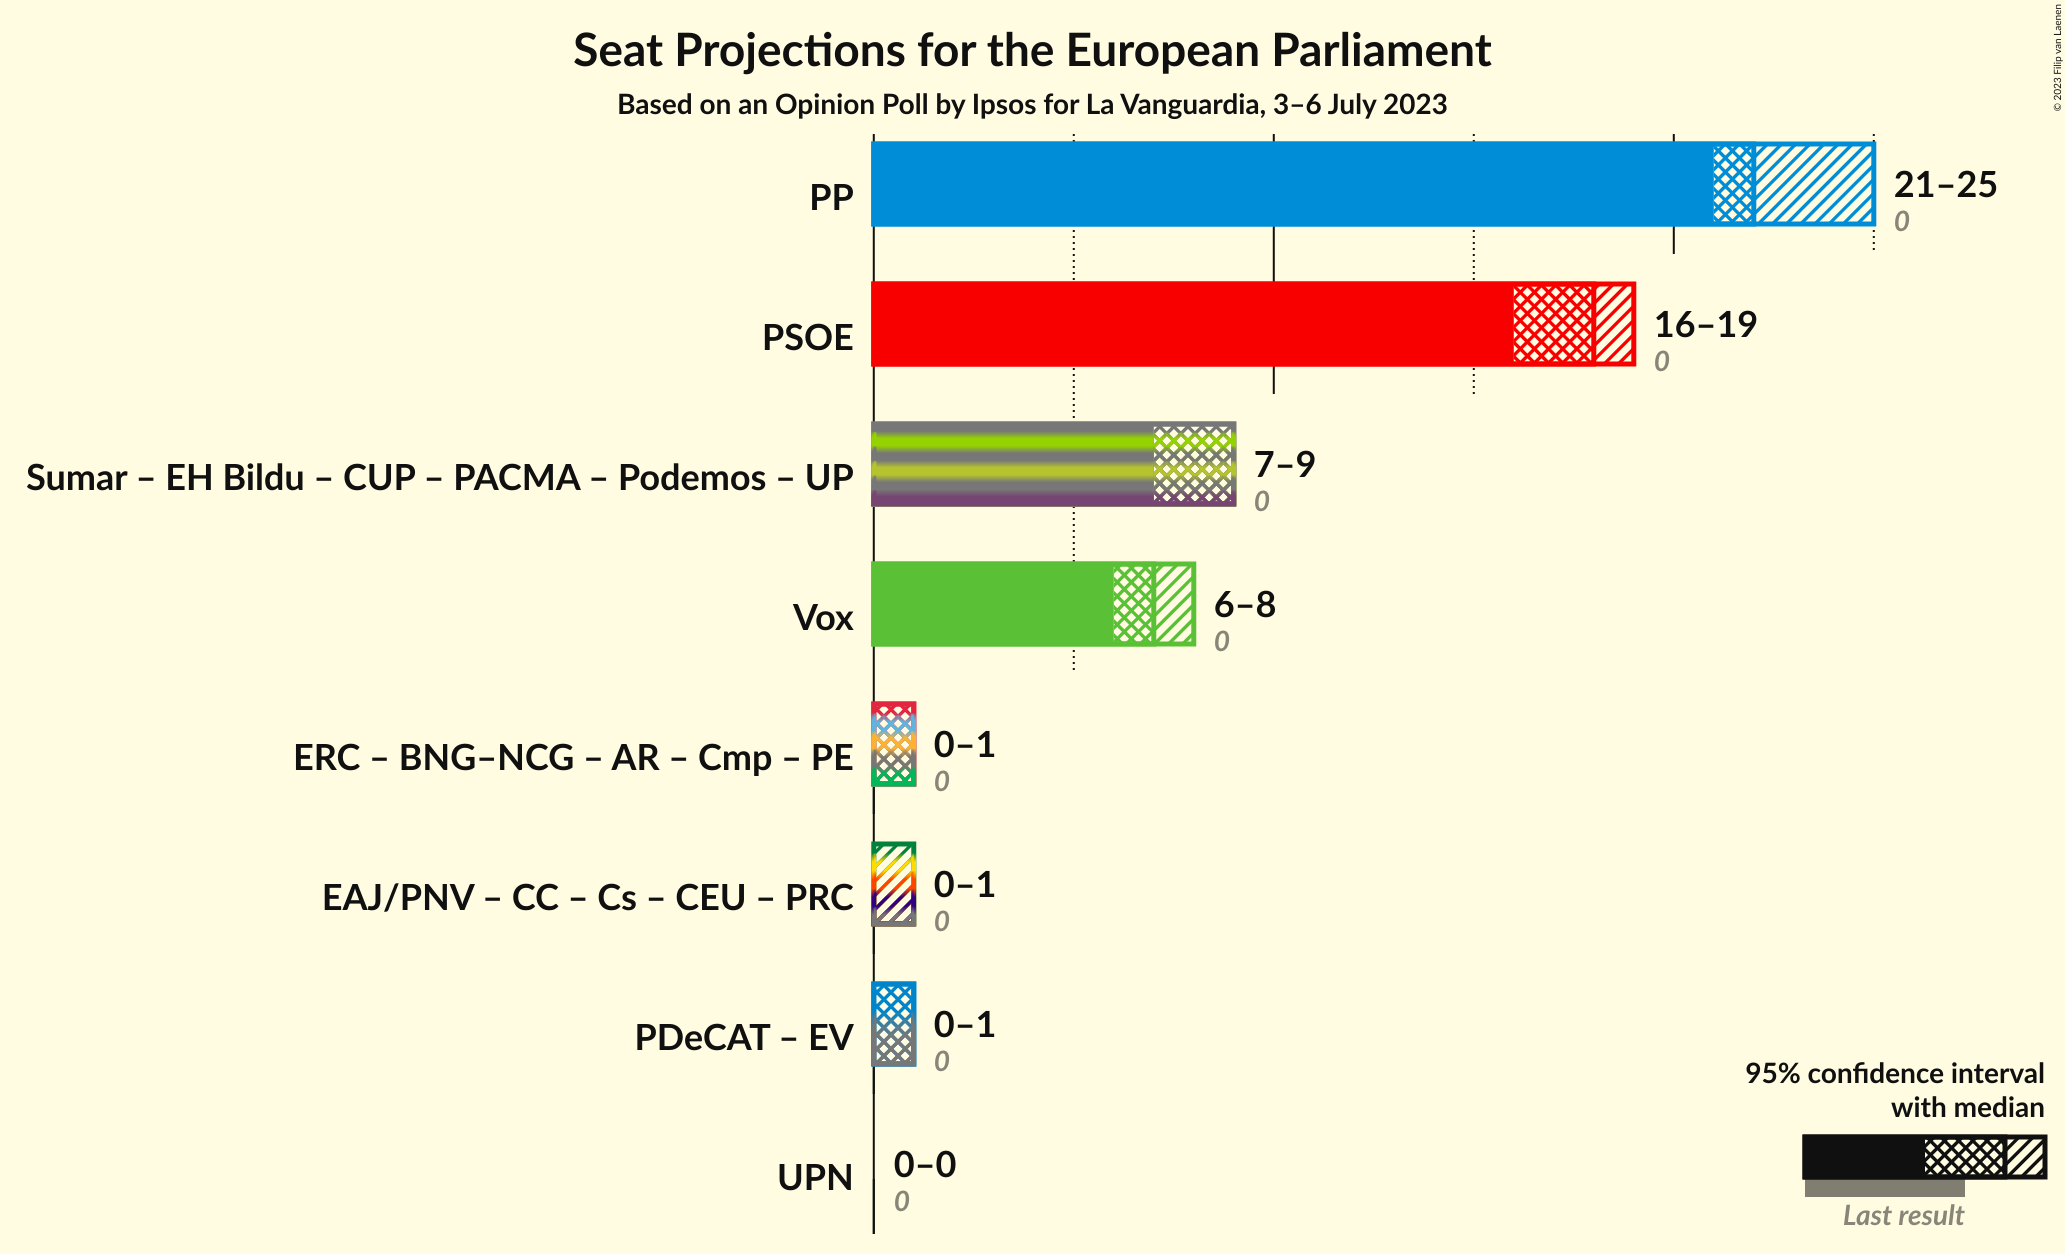 Seat Projections for the European Parliament
Based on an Opinion Poll by Ipsos for La Vanguardia, 3–6 July 2023
© 2023 Filip van Laenen
PP
21–25
0
PSOE
16–19
0
Sumar – EH Bildu – CUP – PACMA – Podemos – UP
7–9
0
Vox
6–8
0
ERC – BNG–NCG – AR – Cmp – PE
0–1
0
EAJ/PNV – CC – Cs – CEU – PRC
0–1
0
PDeCAT – EV
0–1
0
UPN
0–0
0
95% confidence interval
with median
Last result